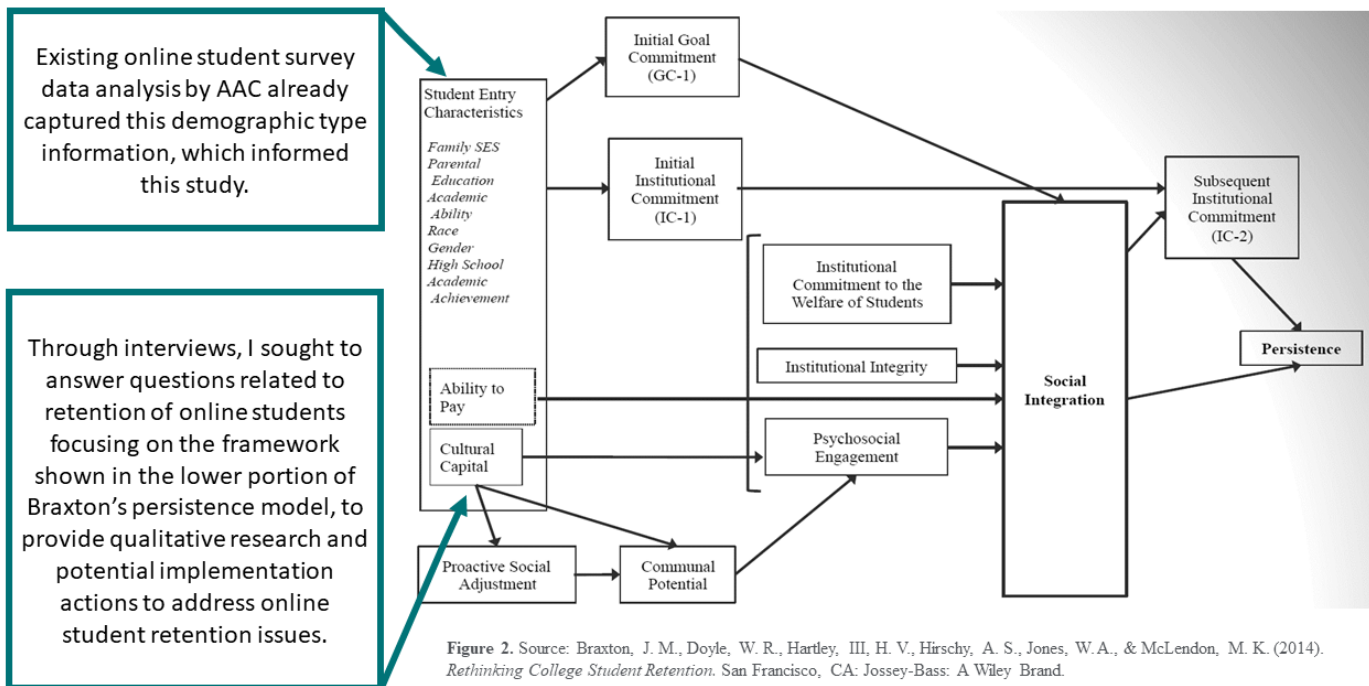 Existing online student survey
data analysis by AAC already
captured this demographic type
information, which informed
this study.
Through interviews, I sought to
answer questions related to
retention of online students
focusing on the framework
shown in the lower portion of
Braxton’s persistence model, to
provide qualitative research and
potential implementation
actions to address online
student retention issues.
Student Entry
Characteristics
Family SES
Parental
Education
Academic
Ability
Race
Gender
High School
Academic
Achievement
Ability to
Pay
Cultural
Capital
Initial Goal
Commitment
(GC-1)
Initial
Institutional
Commitment
(IC-1)
Institutional
Commitment to the
Welfare of Students
Institutional Integrity
Psychosocial
Engagement
Proactive Social
Adjustment
Communal
Potential
Social
Integration
Subsequent
Institutional
Commitment
(IC-2)
Persistence
Figure 2. Source: Braxton, J. M., Doyle, W. R., Hartley, III, H. V., Hirschy, A. S., Jones, W. A., & McLendon, M. K. (2014).
Rethinking College Student Retention. San Francisco, CA: Jossey-Bass: A Wiley Brand.